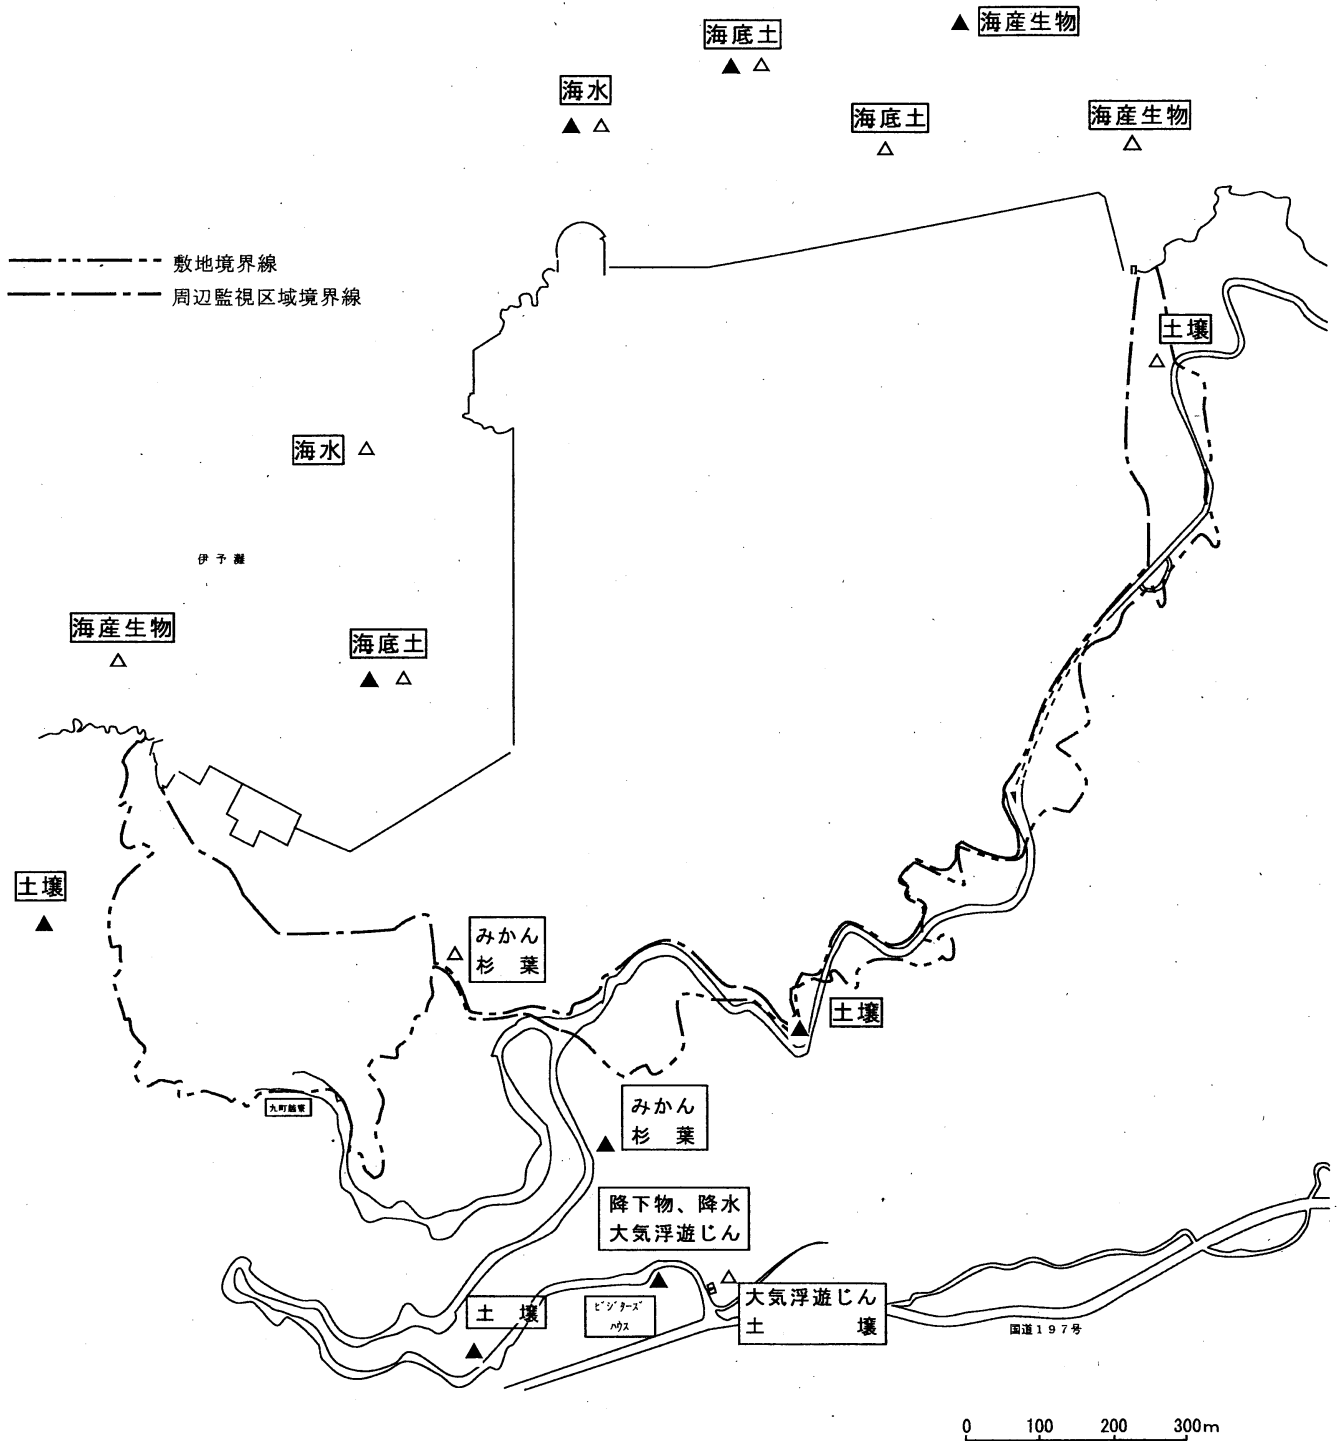 海産生物
海底土
海水
海底土
海産生物
敷地境界線
周辺監視区域境界線
土壌
海水
伊予灘
海産生物
海底土
土壌
みかん
杉 葉
土壌
九町越寮
みかん
杉 葉
降下物、降水
大気浮遊じん
土 壌
ビジターズ
ハウス
大気浮遊じん
土 壌
国道197号
0 100 200 300m